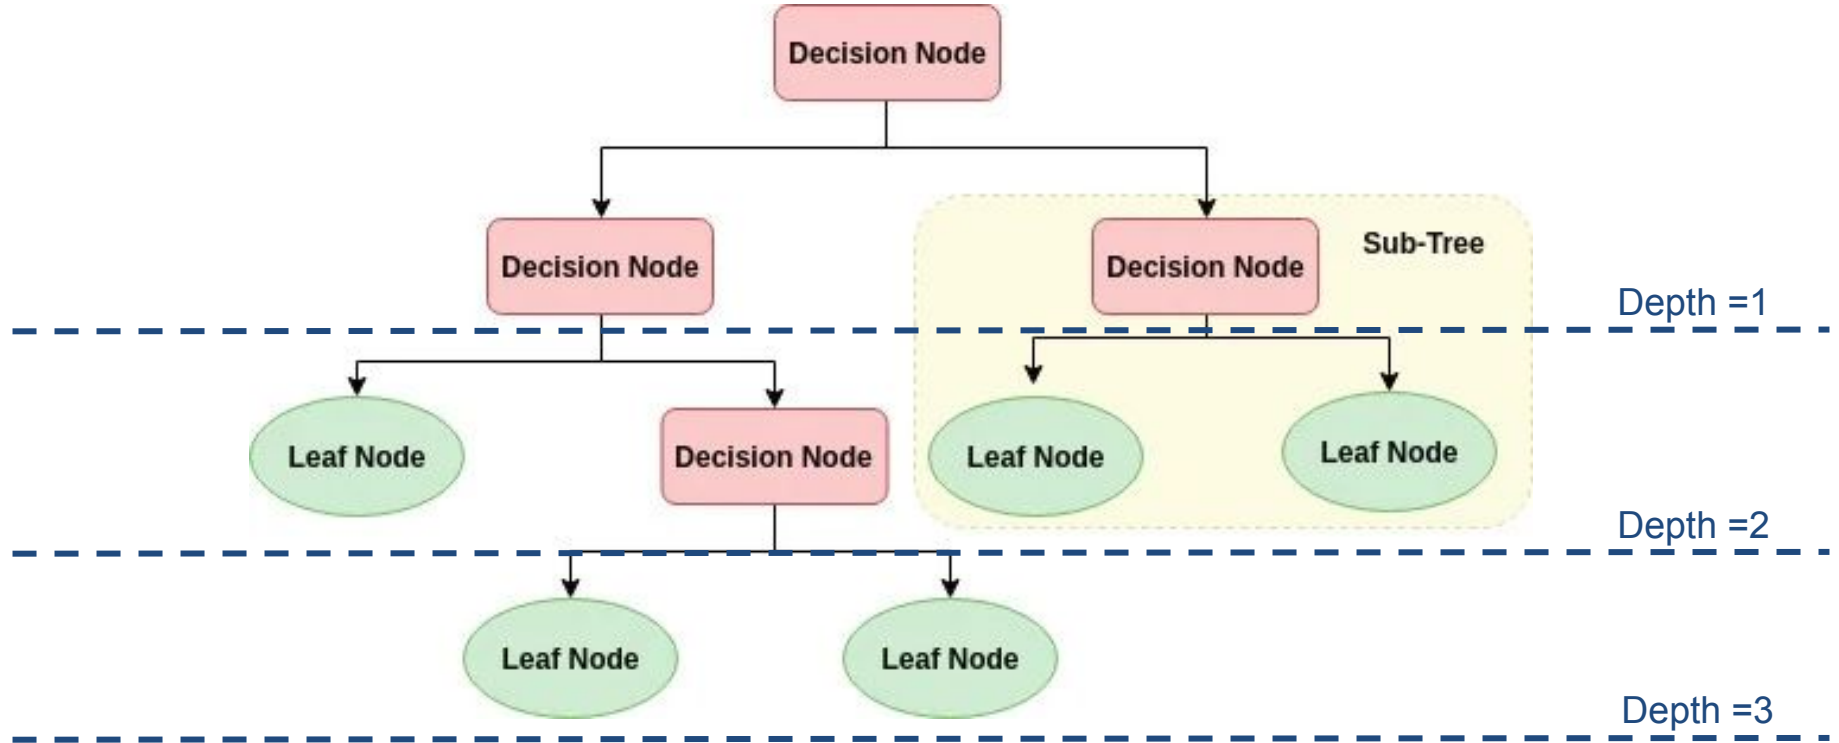 Decision Node
Decision Node
Decision Node
Sub-Tree
Depth =1
Leaf Node
Decision Node
Leaf Node
Leaf Node
Depth =2
Leaf Node
Leaf Node
Depth =3